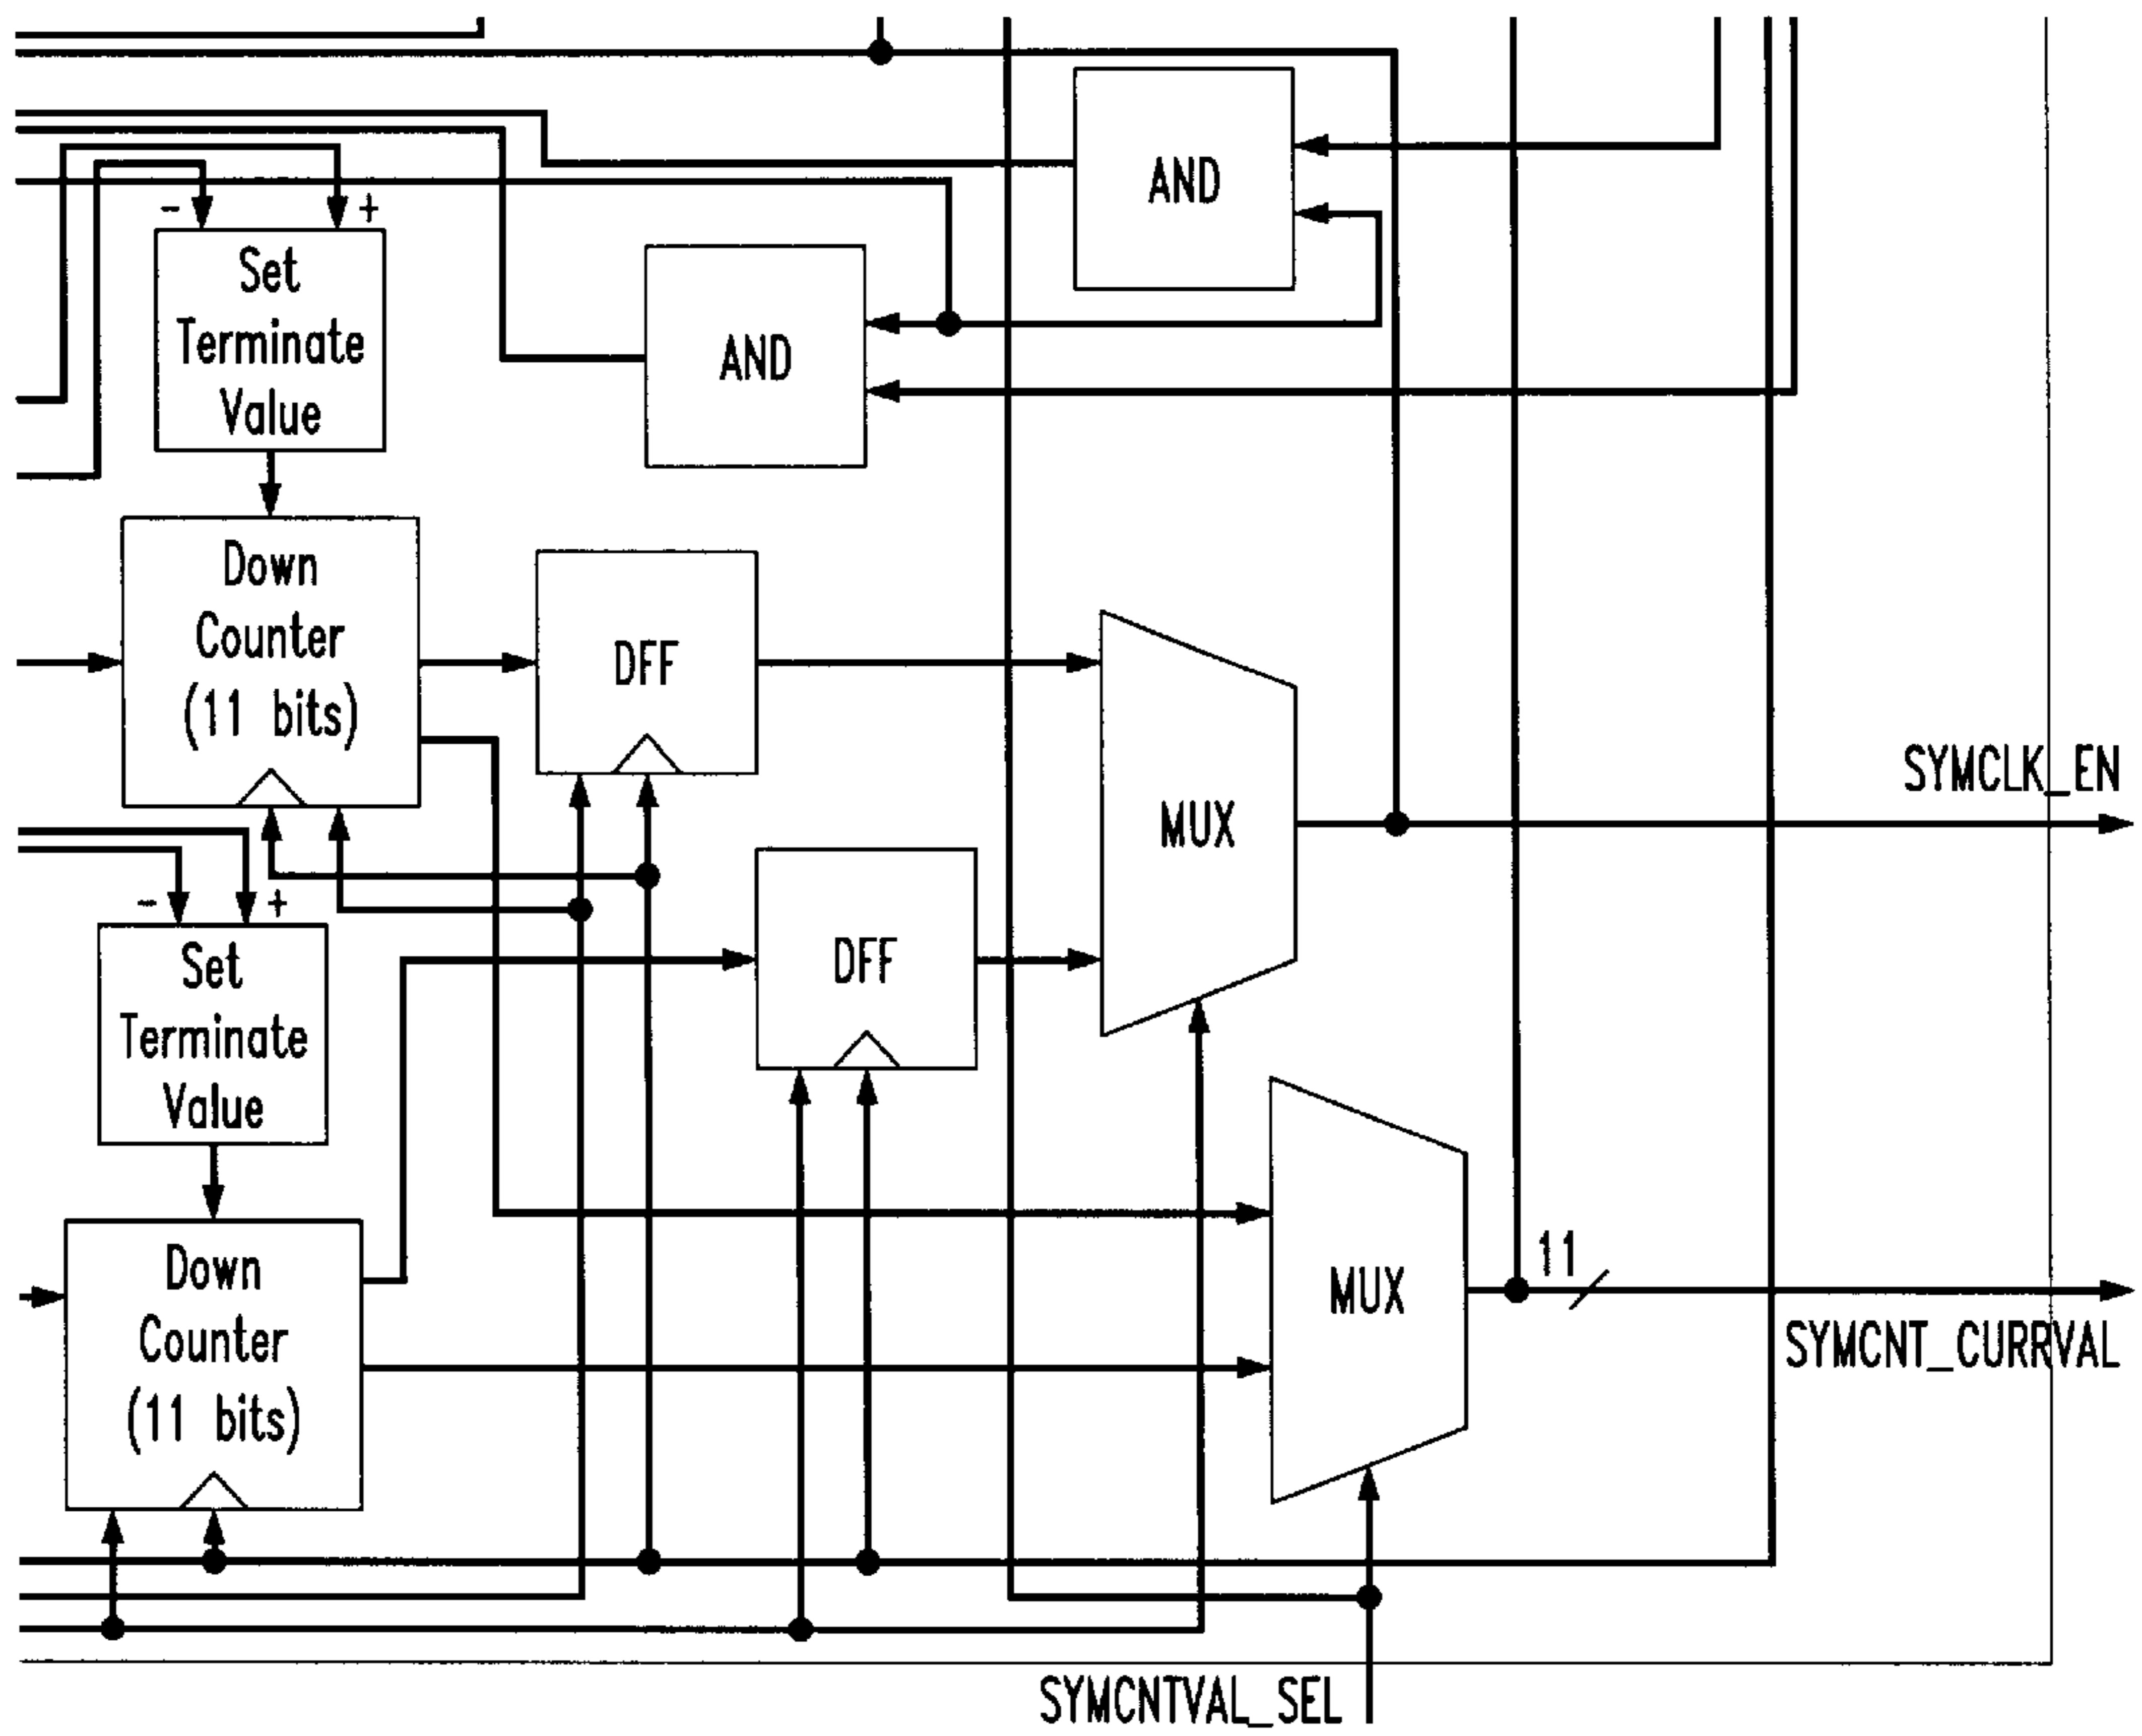 AND
- +
Set
Terminate
Value
AND
Down
Counter
(11 bits)
DFF
MUX
SYMCLK_EN
- +
Set
Terminate
Value
DFF
Down
Counter
(11 bits)
MUX
11
SYMCNT_CURRVAL
SYMCNTVAL_SEL